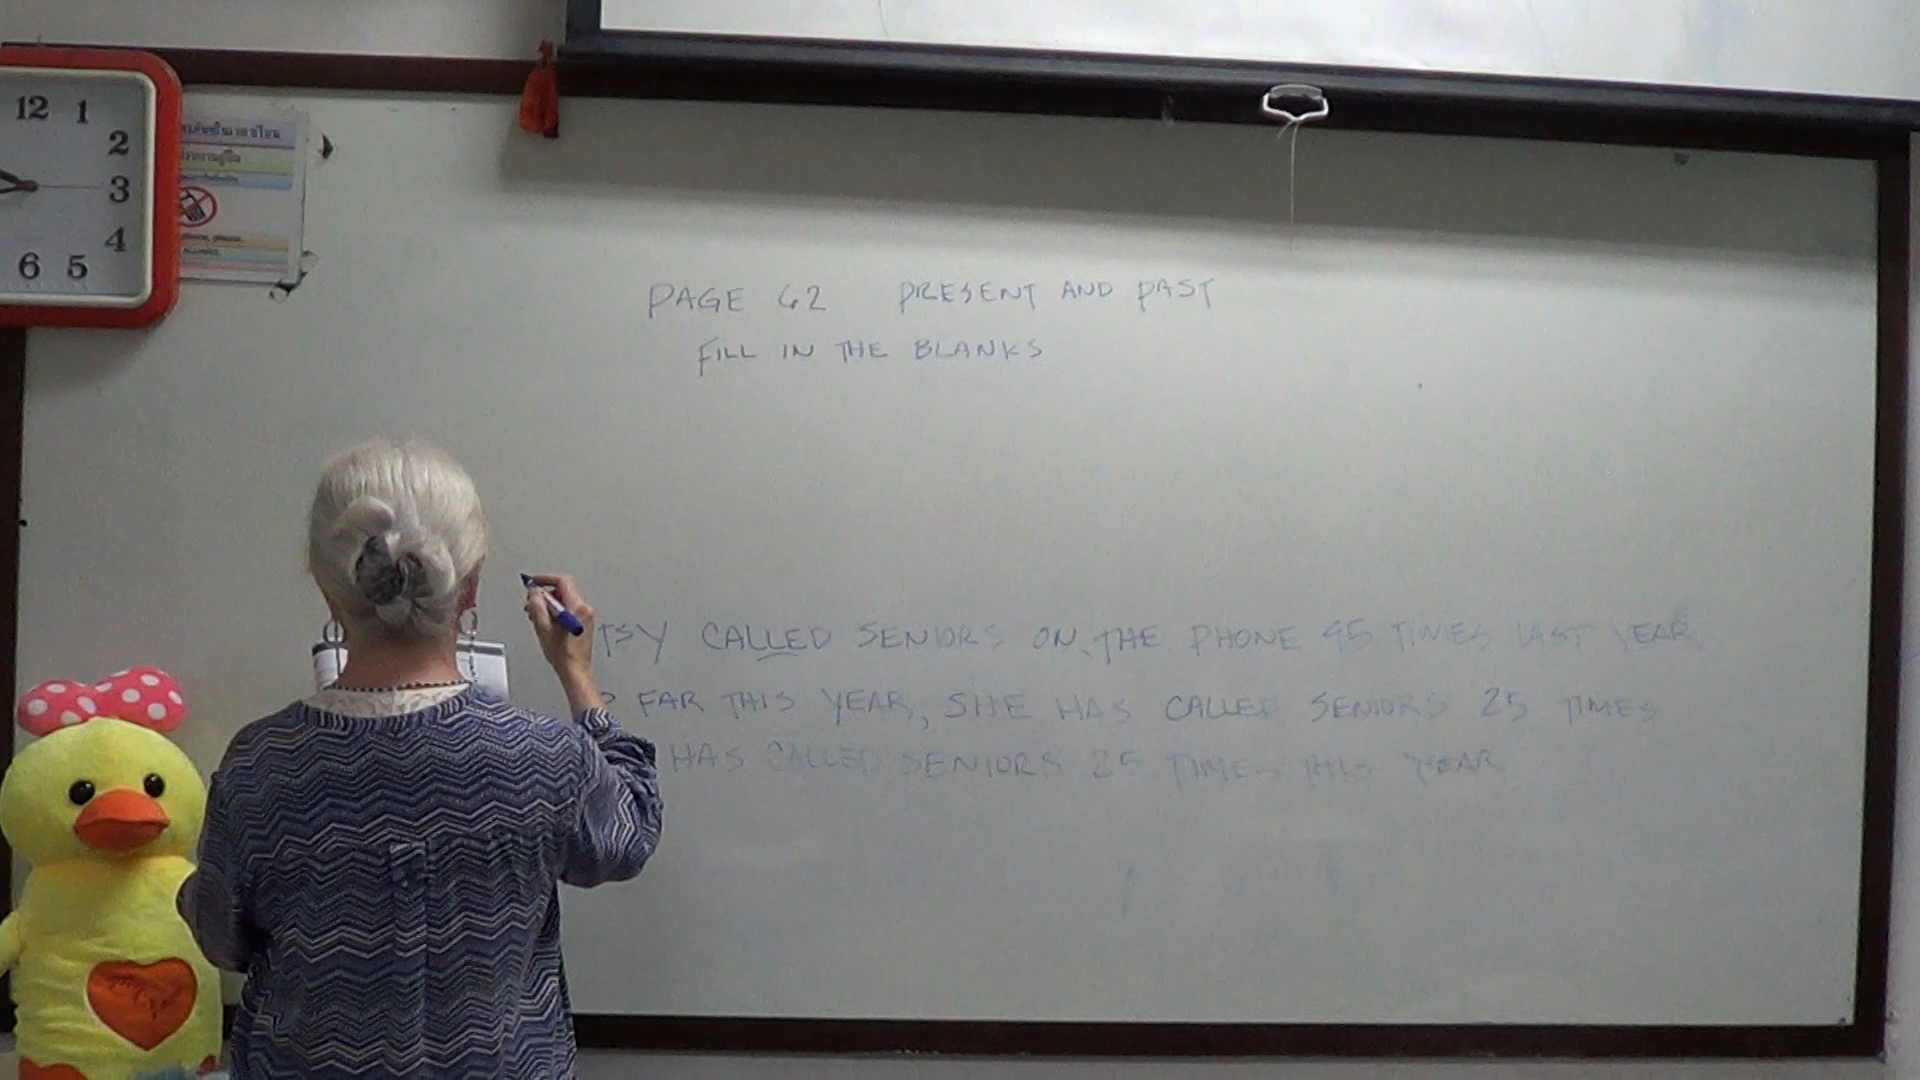 12 1
2
3
4
6 5
PAGE 62 PRESENT AND PAST
FILL IN THE BLANKS
TSY CALLED SENIORS ON THE PHONE 45 TIMES LAST YEAR.
FAR THIS YEAR, SHE HAS CALLED SENIORS 25 TIMES
HAS CALLED SENIORS 25 TIMES THIS YEAR